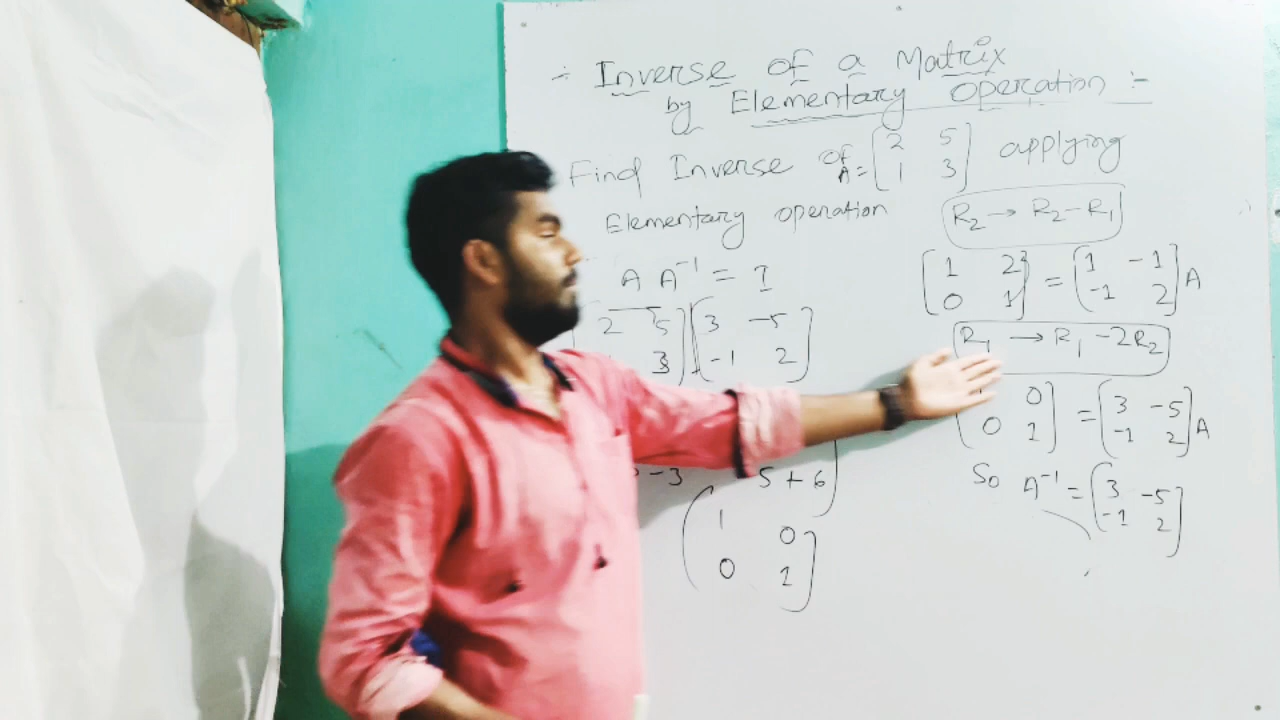 ÷ Inverse of a Matrix
by Elementary Operation :-
Find Inverse of A = [2 5
1 3] applying
Elementary operation
A A⁻¹ = I
[2 5
3] [3 -5
-1 2]
-3 5 + 6
(1 0
0 1]
R₂ → R₂ - R₁
[1 2
0 1] = [1 -1
-1 2] A
R₁ → R₁ - 2R₂
[0
0 1] = [3 -5
-1 2] A
So A⁻¹ = [3 -5
-1 2]